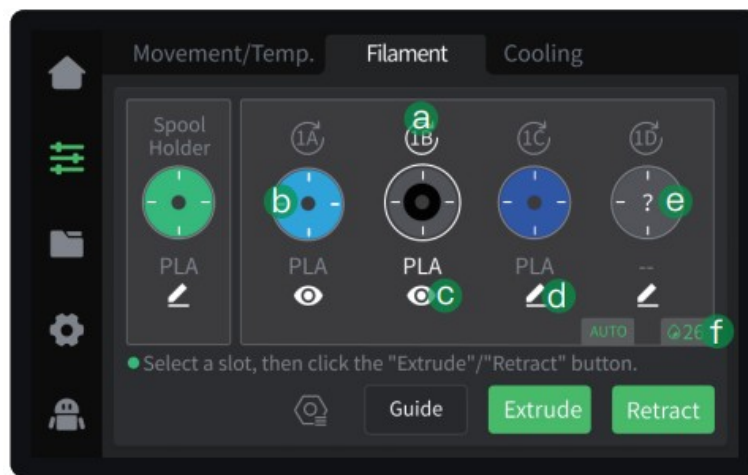 Movement/Temp. Filament Cooling
a
Spool Holder
1A 1B 1C 1D
b ? e
PLA PLA PLA PLA --
c d
AUTO 26 f
Select a slot, then click the "Extrude"/"Retract" button.
Guide Extrude Retract